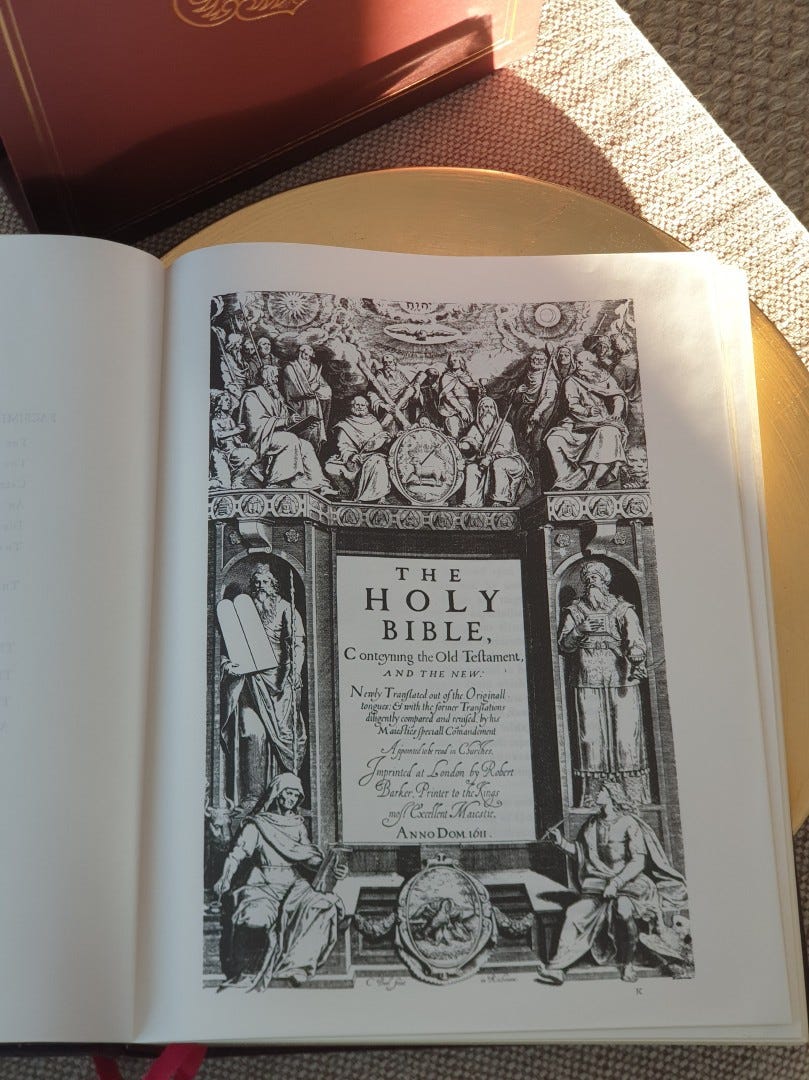 יהוה
THE
HOLY
BIBLE,
Conteyning the Old Testament,
AND THE NEW:
Newly Translated out of the Originall
tongues: & with the former Translations
diligently compared and reuised, by his
Maiesties speciall Comandement
Appointed to be read in Churches.
Imprinted at London by Robert
Barker, Printer to the Kings
most Excellent Maiestie.
ANNO DOM. 1611.